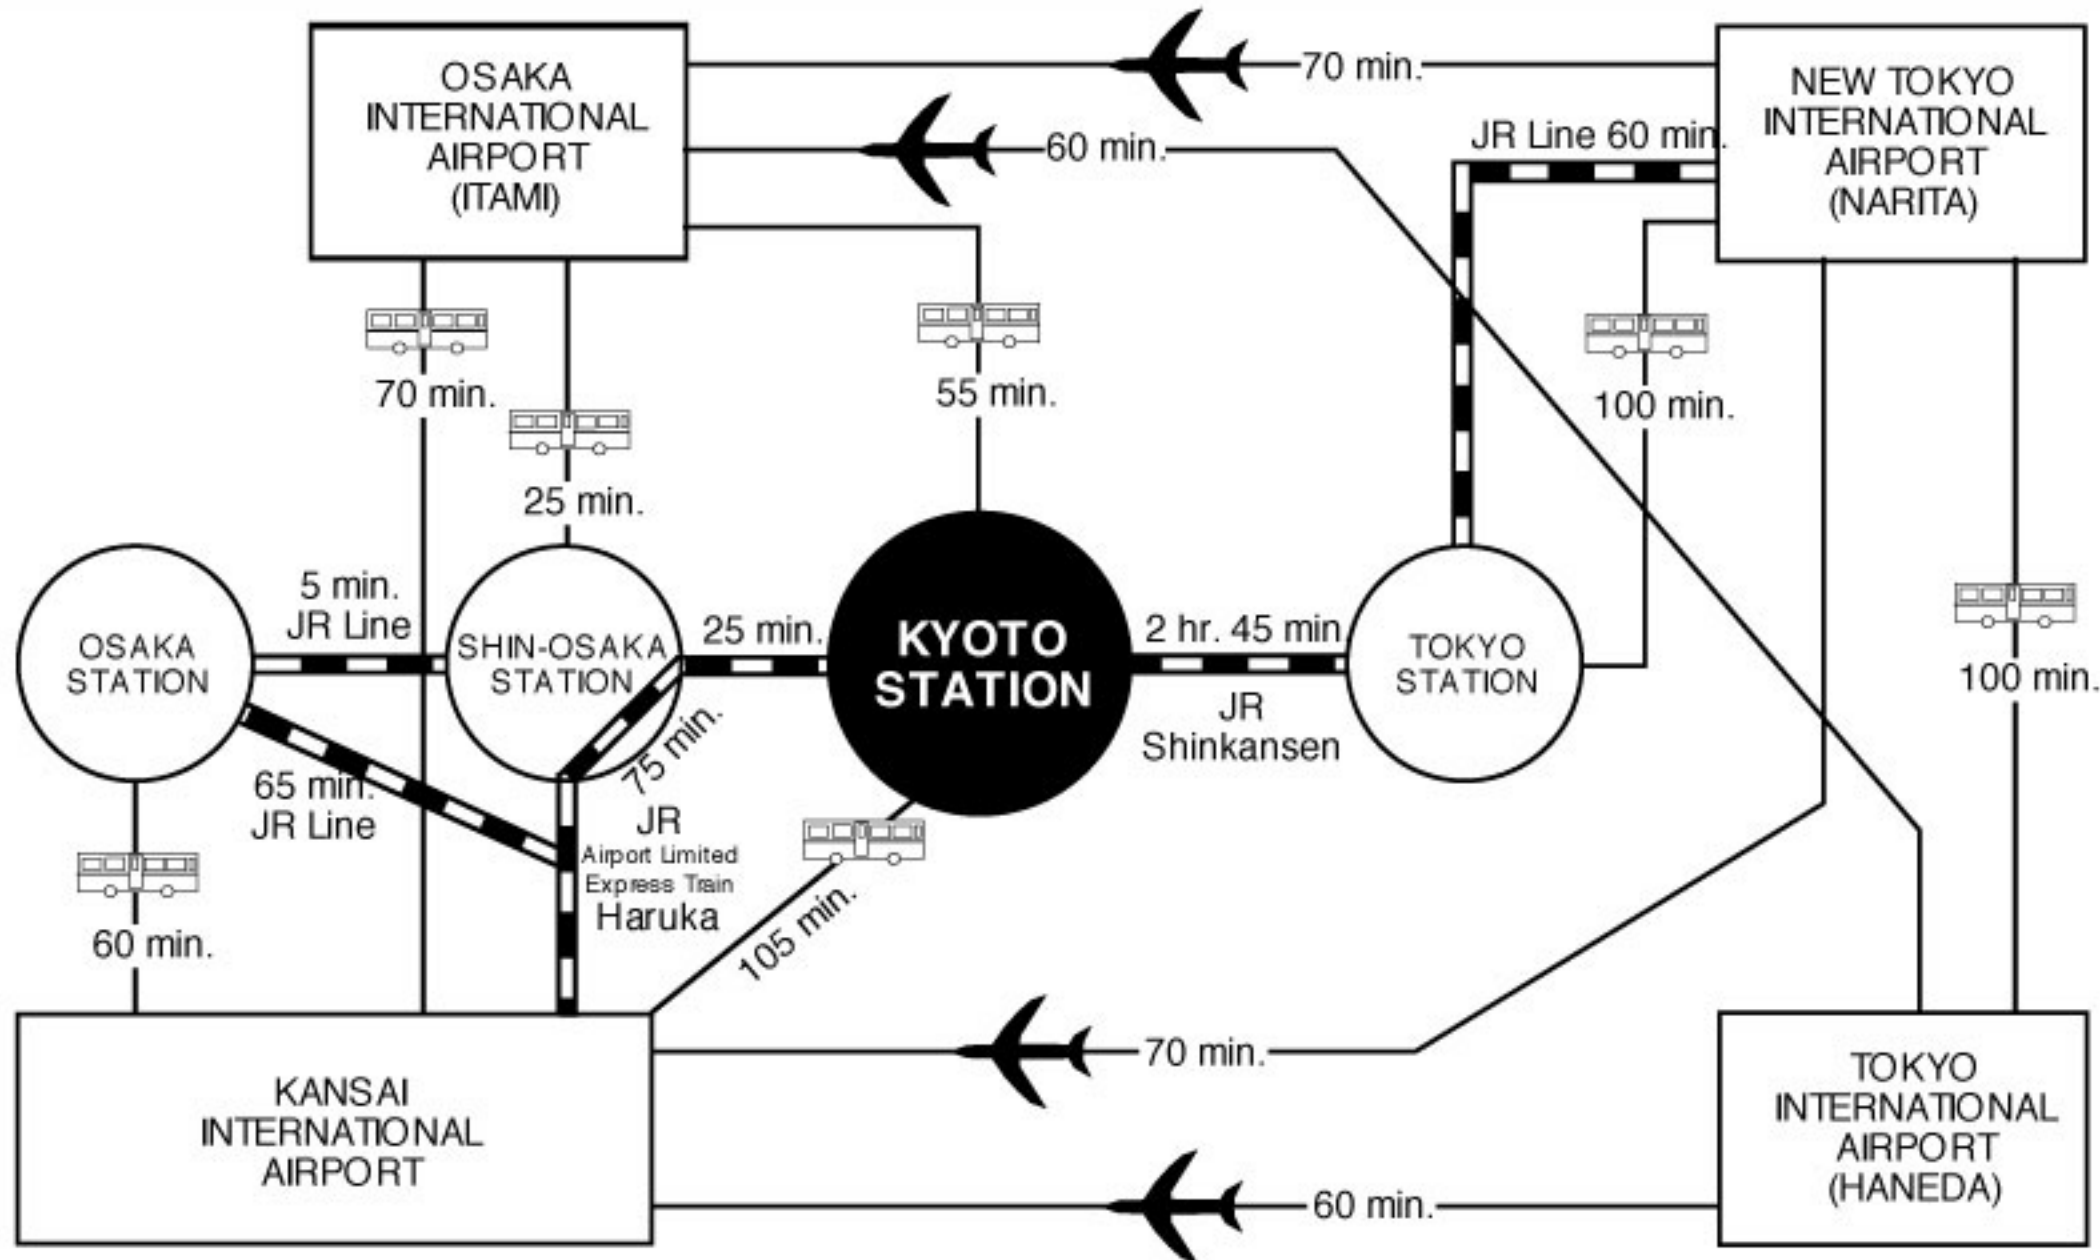 OSAKA
INTERNATIONAL
AIRPORT
(ITAMI)
70 min.
60 min.
JR Line 60 min.
NEW TOKYO
INTERNATIONAL
AIRPORT
(NARITA)
70 min.
25 min.
55 min.
100 min.
5 min.
JR Line
OSAKA
STATION
SHIN-OSAKA
STATION
25 min.
KYOTO
STATION
2 hr. 45 min.
JR
Shinkansen
TOKYO
STATION
100 min.
65 min.
JR Line
75 min.
JR
Airport Limited
Express Train
Haruka
60 min.
105 min.
KANSAI
INTERNATIONAL
AIRPORT
70 min.
60 min.
TOKYO
INTERNATIONAL
AIRPORT
(HANEDA)